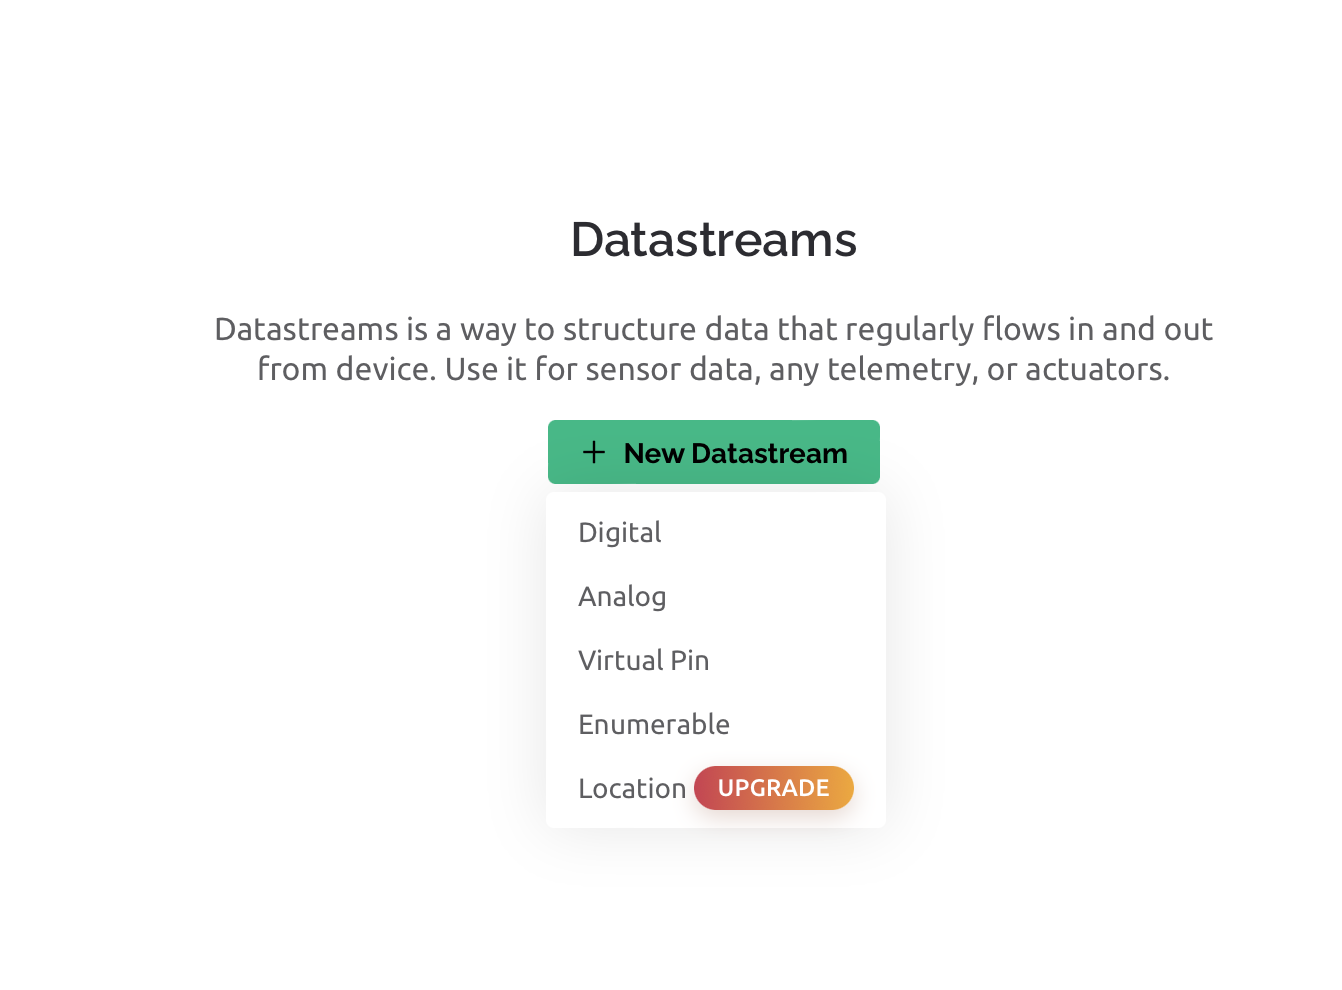 Datastreams
Datastreams is a way to structure data that regularly flows in and out
from device. Use it for sensor data, any telemetry, or actuators.
New Datastream
Digital
Analog
Virtual Pin
Enumerable
Location UPGRADE